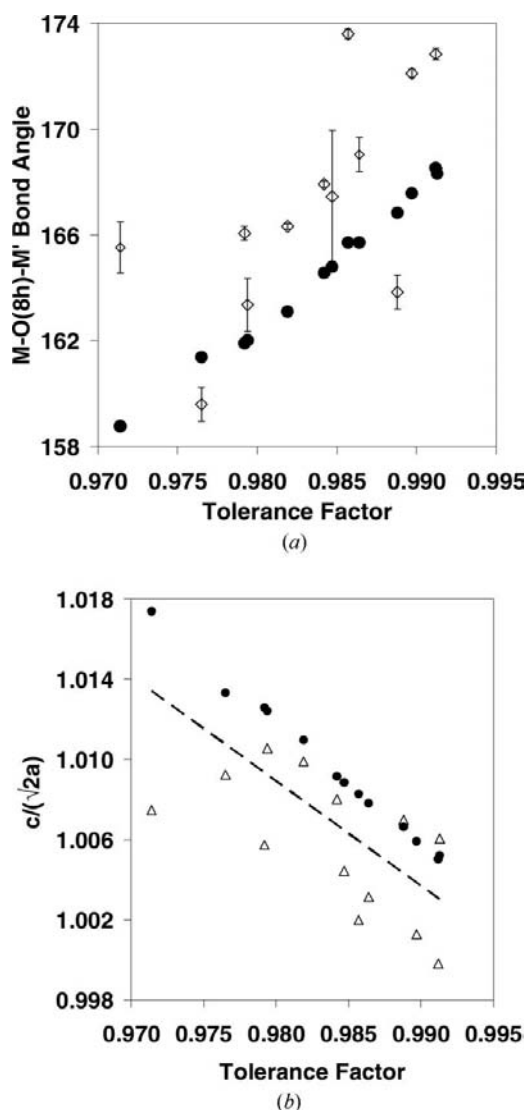 174
170
166
162
158
M-O(8h)-M' Bond Angle
0.970 0.975 0.980 0.985 0.990 0.995
Tolerance Factor
(a)
1.018
1.014
1.010
1.006
1.002
0.998
c/(√2a)
0.970 0.975 0.980 0.985 0.990 0.995
Tolerance Factor
(b)